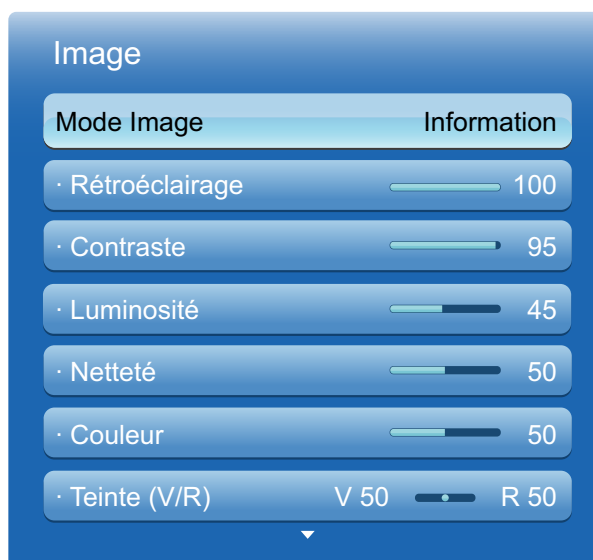 Image
Mode Image Information
· Rétroéclairage 100
· Contraste 95
· Luminosité 45
· Netteté 50
· Couleur 50
· Teinte (V/R) V 50 R 50